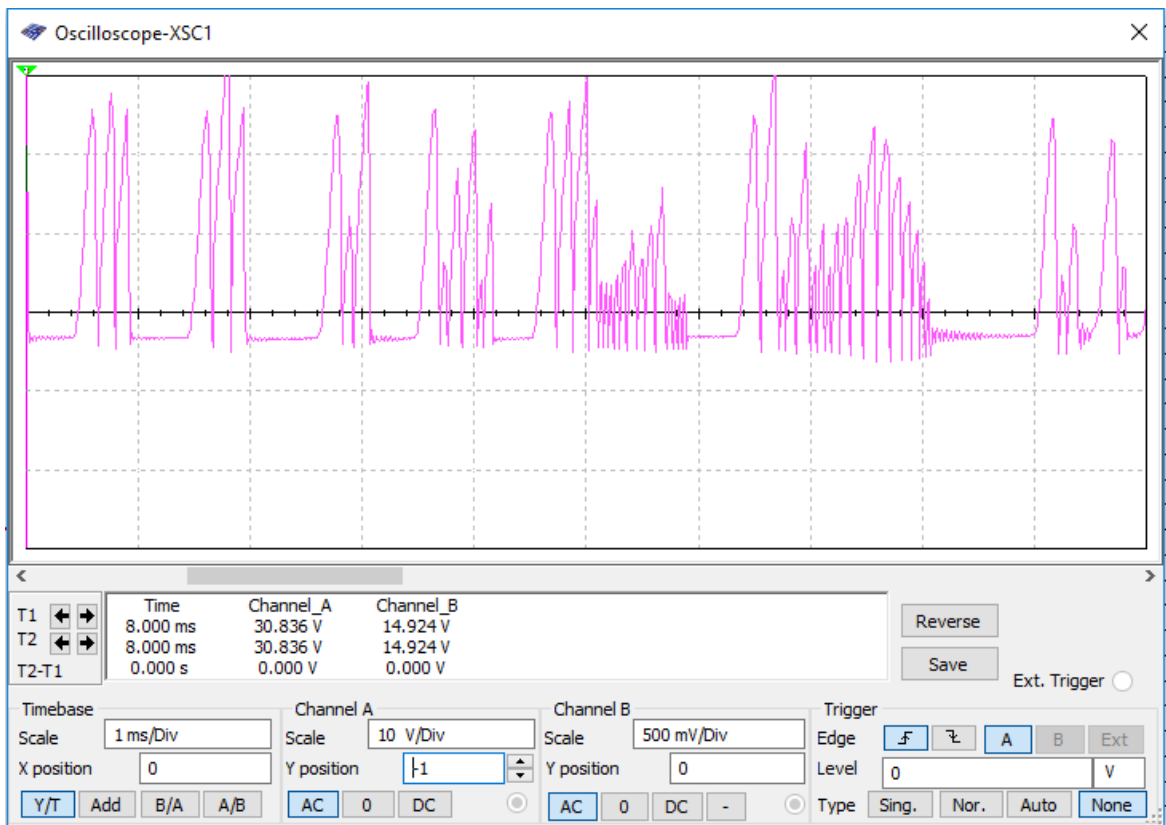 Oscilloscope-XSC1
T1
T2
T2-T1
Time Channel_A Channel_B
8.000 ms 30.836 V 14.924 V
8.000 ms 30.836 V 14.924 V
0.000 s 0.000 V 0.000 V
Reverse
Save
Ext. Trigger
Timebase Channel A Channel B Trigger
Scale 1 ms/Div Scale 10 V/Div Scale 500 mV/Div Edge A B Ext
X position 0 Y position -1 Y position 0 Level 0 V
Y/T Add B/A A/B AC 0 DC AC 0 DC - Type Sing. Nor. Auto None